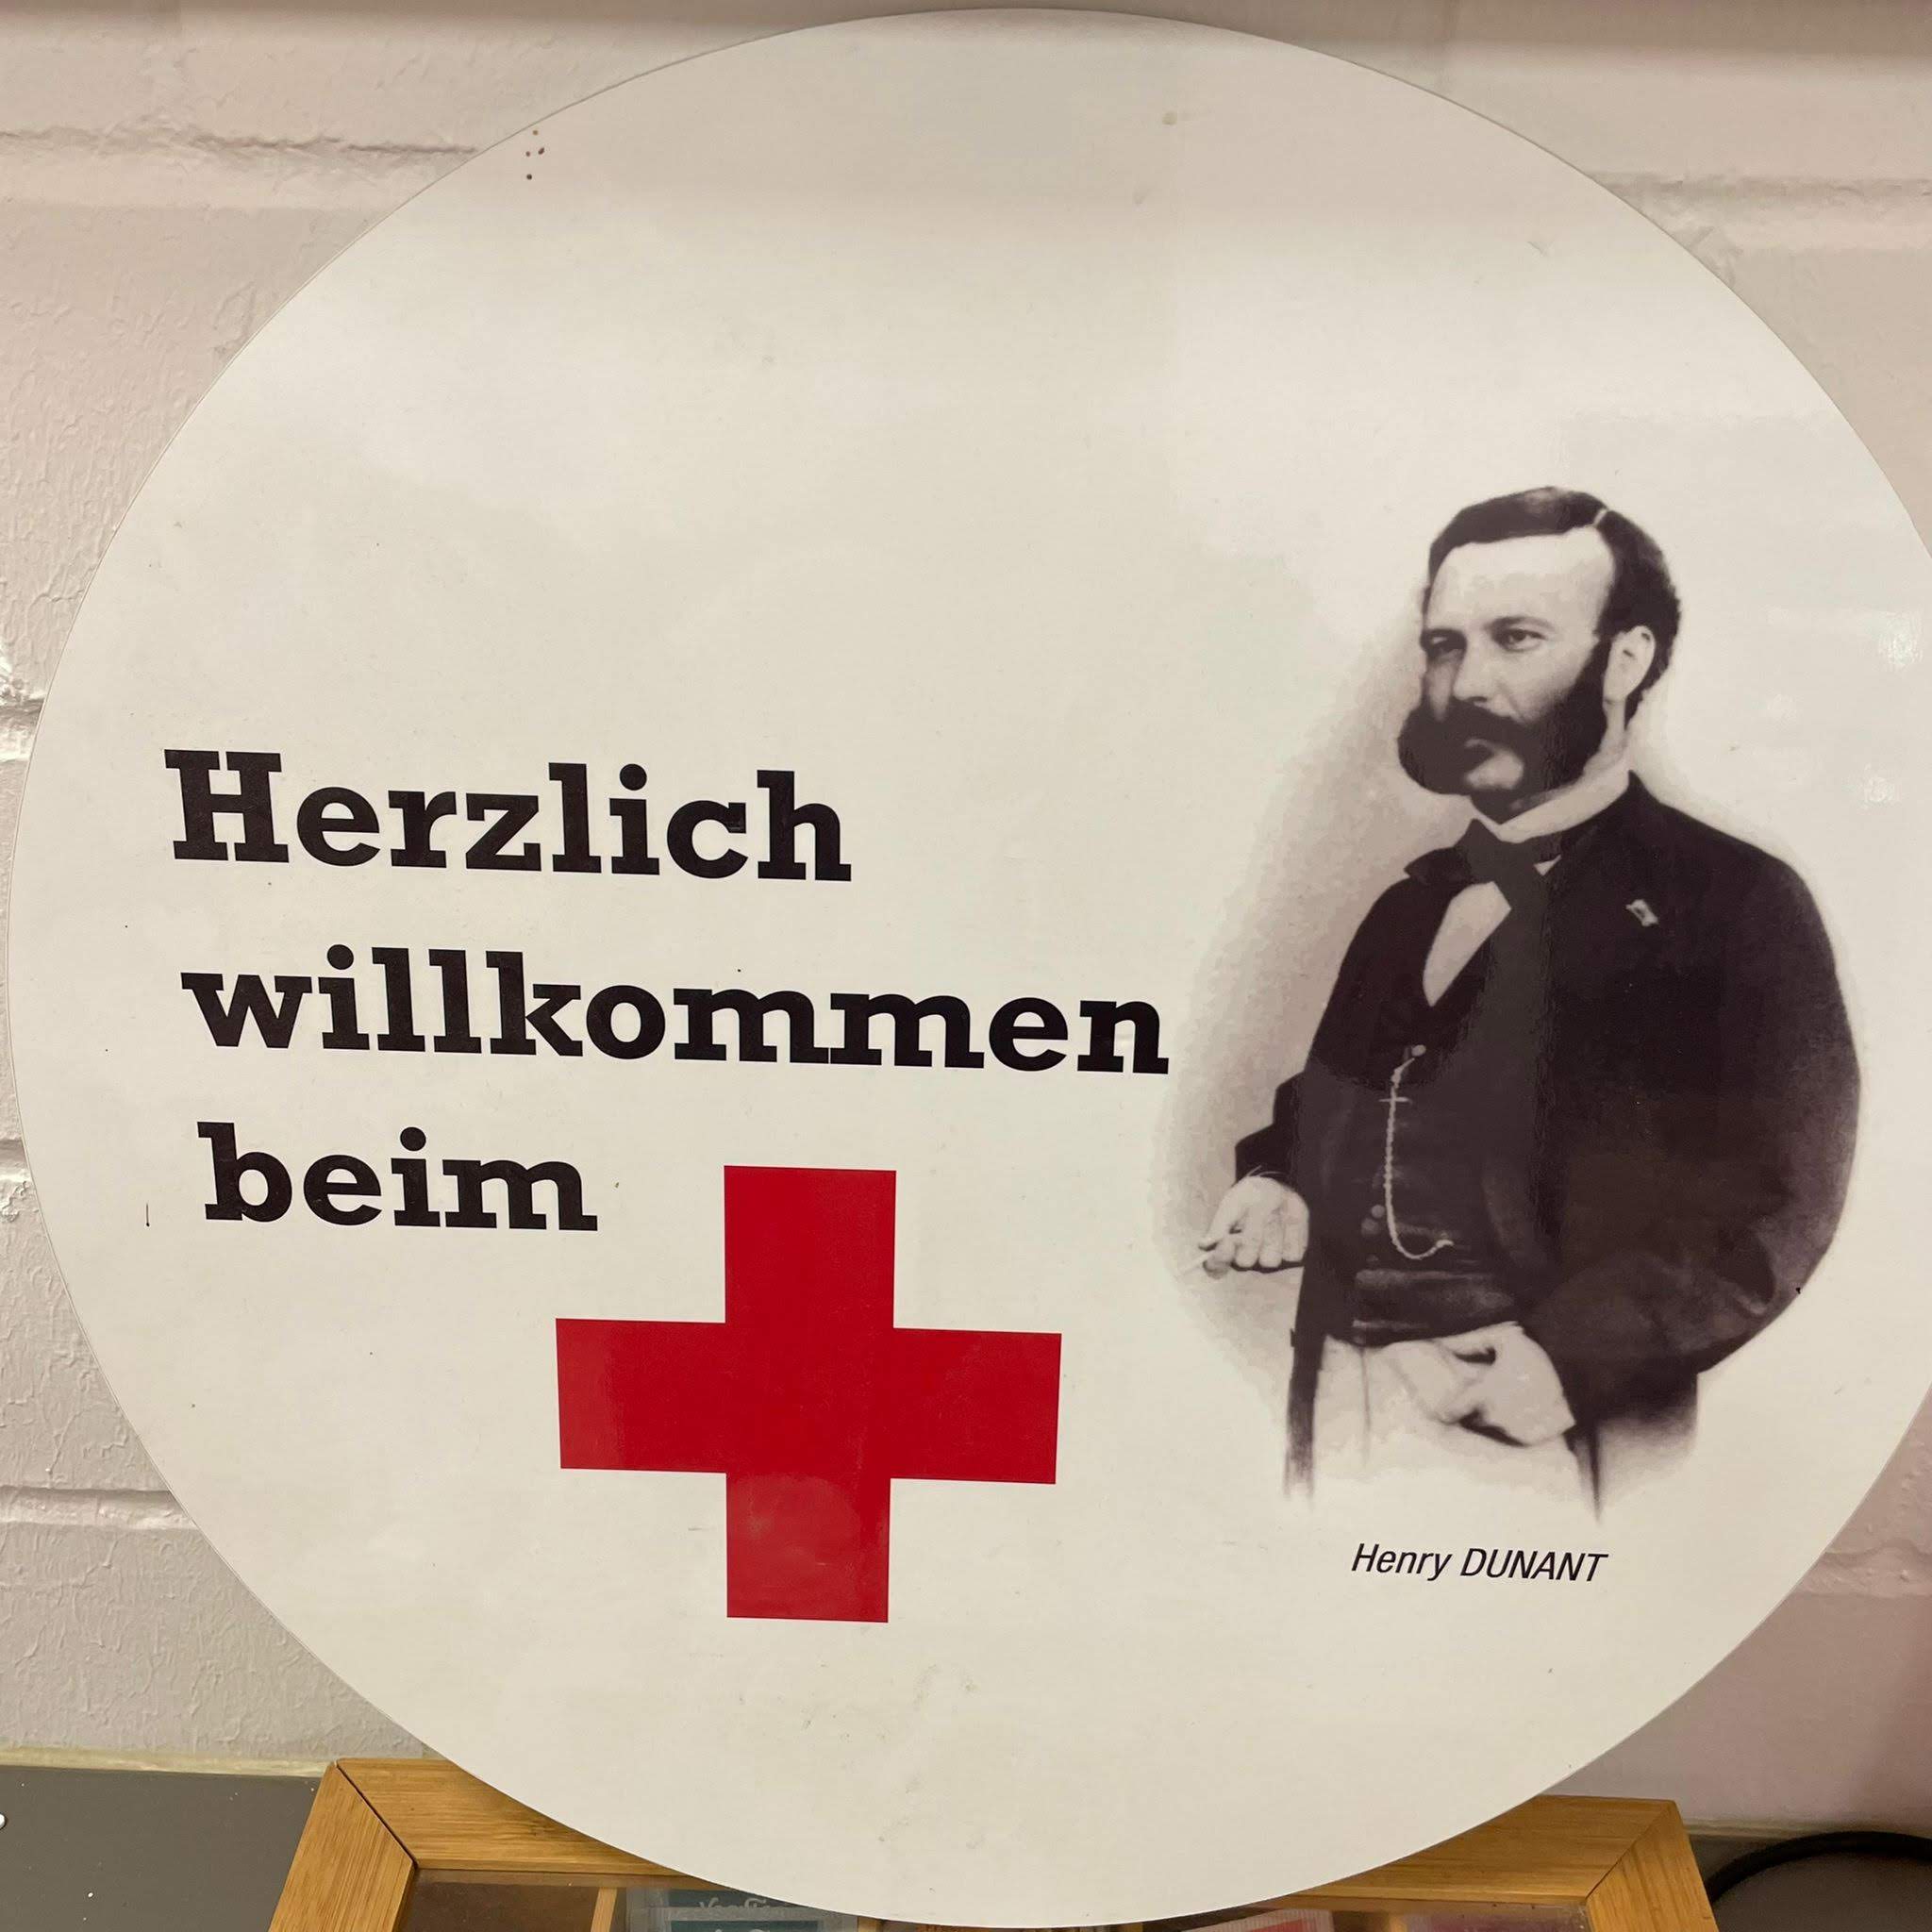 Herzlich
willkommen
beim
Henry DUNANT